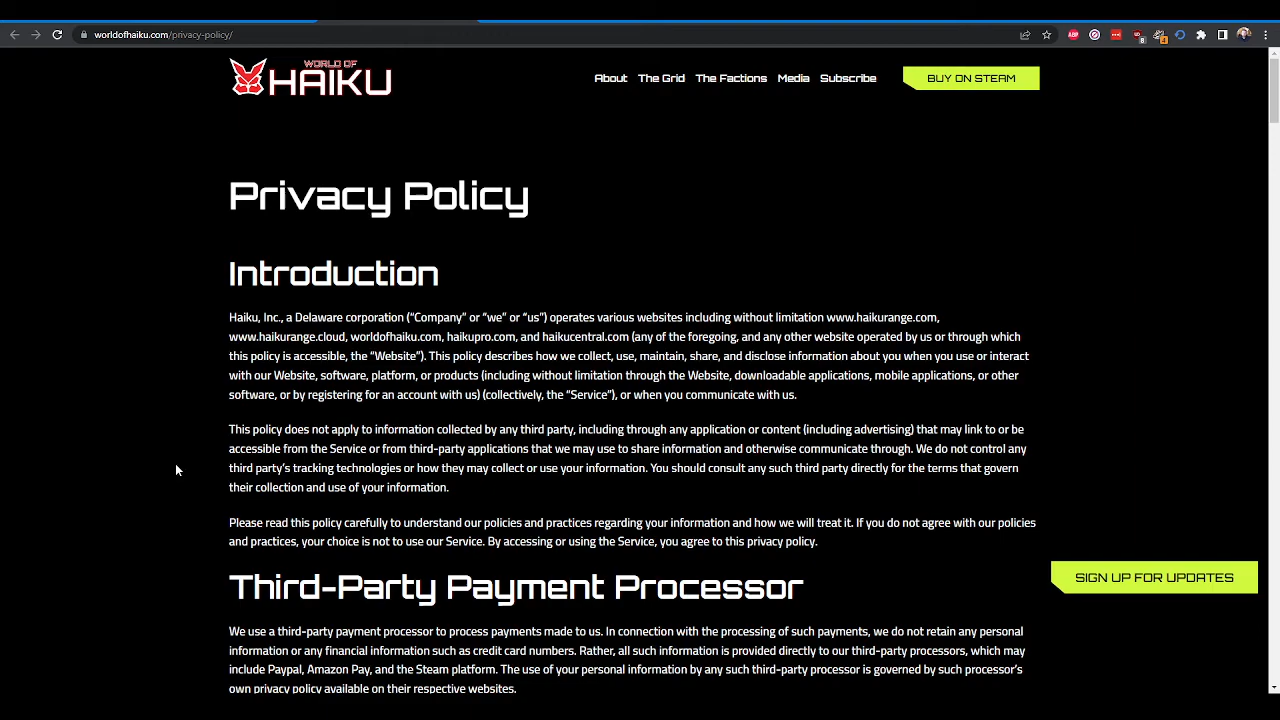 worldofhaiku.com/privacy-policy/
WORLD OF
HAIKU
About The Grid The Factions Media Subscribe
BUY ON STEAM
Privacy Policy
Introduction
Haiku, Inc., a Delaware corporation (“Company” or “we” or “us”) operates various websites including without limitation www.haikurange.com,
www.haikurange.cloud, worldofhaiku.com, haikupro.com, and haikucentral.com (any of the foregoing, and any other website operated by us or through which
this policy is accessible, the “Website”). This policy describes how we collect, use, maintain, share, and disclose information about you when you use or interact
with our Website, software, platform, or products (including without limitation through the Website, downloadable applications, mobile applications, or other
software, or by registering for an account with us) (collectively, the “Service”), or when you communicate with us.
This policy does not apply to information collected by any third party, including through any application or content (including advertising) that may link to or be
accessible from the Service or from third-party applications that we may use to share information and otherwise communicate through. We do not control any
third party’s tracking technologies or how they may collect or use your information. You should consult any such third party directly for the terms that govern
their collection and use of your information.
Please read this policy carefully to understand our policies and practices regarding your information and how we will treat it. If you do not agree with our policies
and practices, your choice is not to use our Service. By accessing or using the Service, you agree to this privacy policy.
SIGN UP FOR UPDATES
Third-Party Payment Processor
We use a third-party payment processor to process payments made to us. In connection with the processing of such payments, we do not retain any personal
information or any financial information such as credit card numbers. Rather, all such information is provided directly to our third-party processors, which may
include Paypal, Amazon Pay, and the Steam platform. The use of your personal information by any such third-party processor is governed by such processor’s
own privacy policy available on their respective websites.